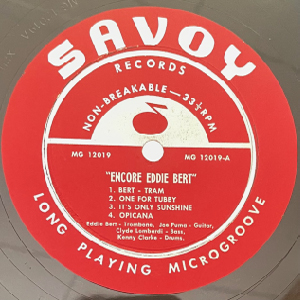 SAVOY
RECORDS
NON-BREAKABLE — 33⅓ RPM
MG 12019 MG 12019-A
"ENCORE EDDIE BERT"
1. BERT - TRAM
2. ONE FOR TUBBY
3. IT'S ONLY SUNSHINE
4. OPICANA
Eddie Bert - Trombone, Joe Puma - Guitar,
Clyde Lombardi - Bass,
Kenny Clarke - Drums.
LONG PLAYING MICROGROOVE